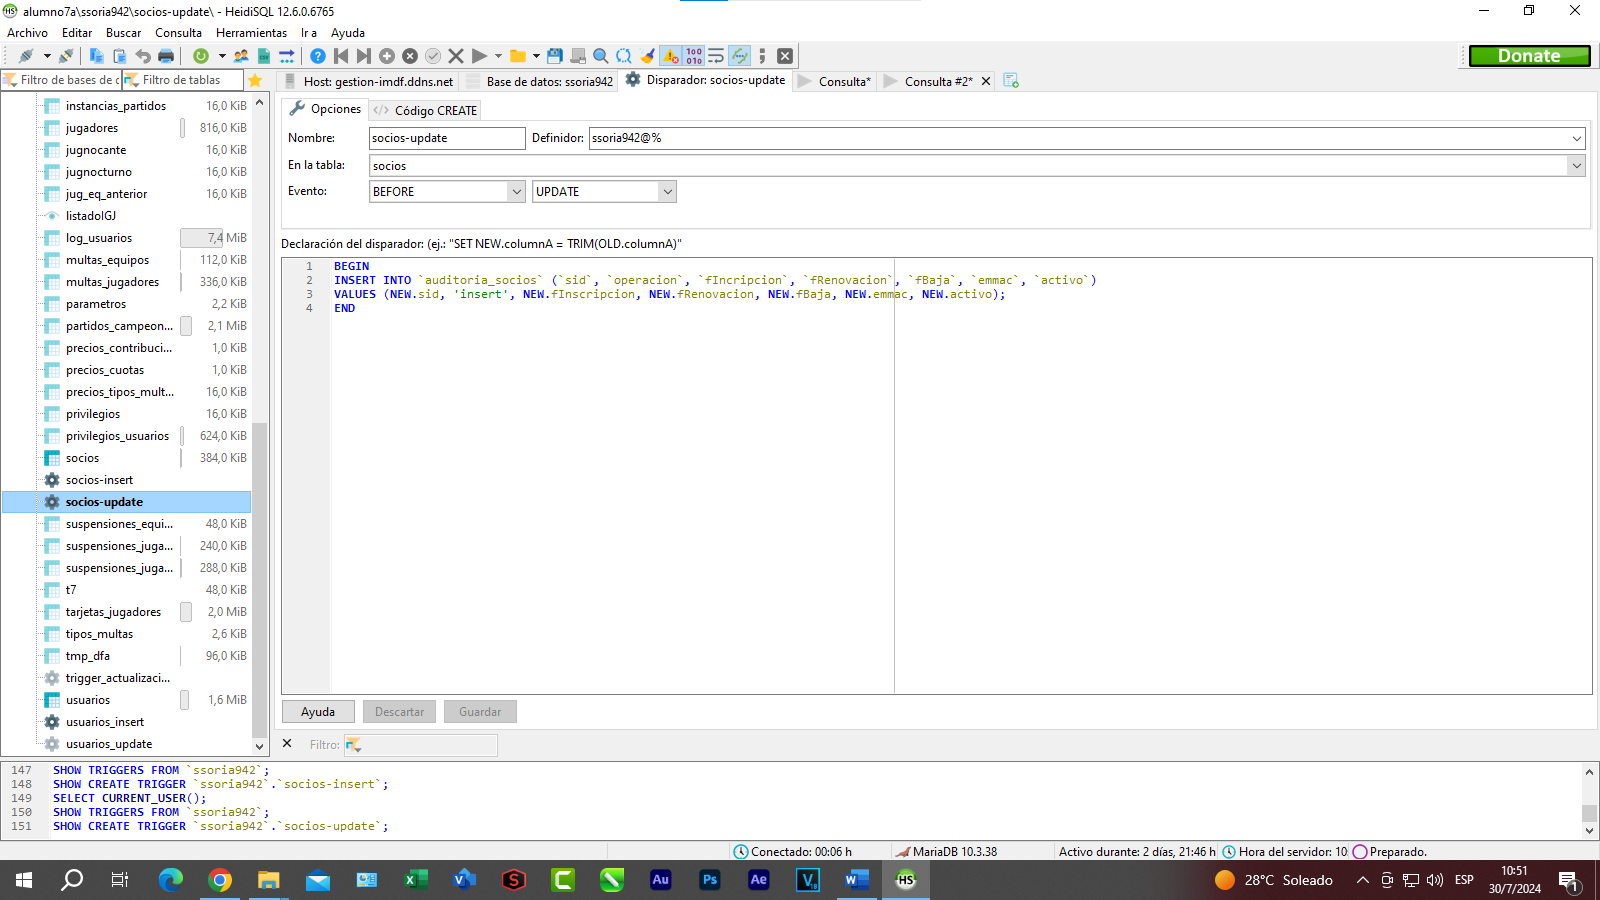 alumno7a\ssoria942\socios-update\ - HeidiSQL 12.6.0.6765
Archivo Editar Buscar Consulta Herramientas Ir a Ayuda
Donate
Filtro de bases de d
Filtro de tablas
Host: gestion-imdf.ddns.net
Base de datos: ssoria942
Disparador: socios-update
Consulta*
Consulta #2*
instancias_partidos 16,0 KiB
jugadores 816,0 KiB
jugnocante 16,0 KiB
jugnocturno 16,0 KiB
jug_eq_anterior 16,0 KiB
listadolGJ
log_usuarios 7,4 MiB
multas_equipos 112,0 KiB
multas_jugadores 336,0 KiB
parametros 2,2 KiB
partidos_campeon... 2,1 MiB
precios_contribuci... 1,0 KiB
precios_cuotas 1,0 KiB
precios_tipos_mult... 16,0 KiB
privilegios 16,0 KiB
privilegios_usuarios 624,0 KiB
socios 384,0 KiB
socios-insert
socios-update
suspensiones_equi... 48,0 KiB
suspensiones_juga... 240,0 KiB
suspensiones_juga... 288,0 KiB
t7 48,0 KiB
tarjetas_jugadores 2,0 MiB
tipos_multas 2,6 KiB
tmp_dfa 96,0 KiB
trigger_actualizaci...
usuarios 1,6 MiB
usuarios_insert
usuarios_update
Opciones
Código CREATE
Nombre: socios-update Definidor: ssoria942@%
En la tabla: socios
Evento: BEFORE UPDATE
Declaración del disparador: (ej.: "SET NEW.columnA = TRIM(OLD.columnA)"
1 BEGIN
2 INSERT INTO `auditoria_socios` (`sid`, `operacion`, `fIncripcion`, `fRenovacion`, `fBaja`, `emmac`, `activo`)
3 VALUES (NEW.sid, 'insert', NEW.fInscripcion, NEW.fRenovacion, NEW.fBaja, NEW.emmac, NEW.activo);
4 END
Ayuda Descartar Guardar
Filtro:
147 SHOW TRIGGERS FROM `ssoria942`;
148 SHOW CREATE TRIGGER `ssoria942`.`socios-insert`;
149 SELECT CURRENT_USER();
150 SHOW TRIGGERS FROM `ssoria942`;
151 SHOW CREATE TRIGGER `ssoria942`.`socios-update`;
Conectado: 00:06 h
MariaDB 10.3.38
Activo durante: 2 días, 21:46 h
Hora del servidor: 10
Preparado.
28°C Soleado
ESP
10:51
30/7/2024
1